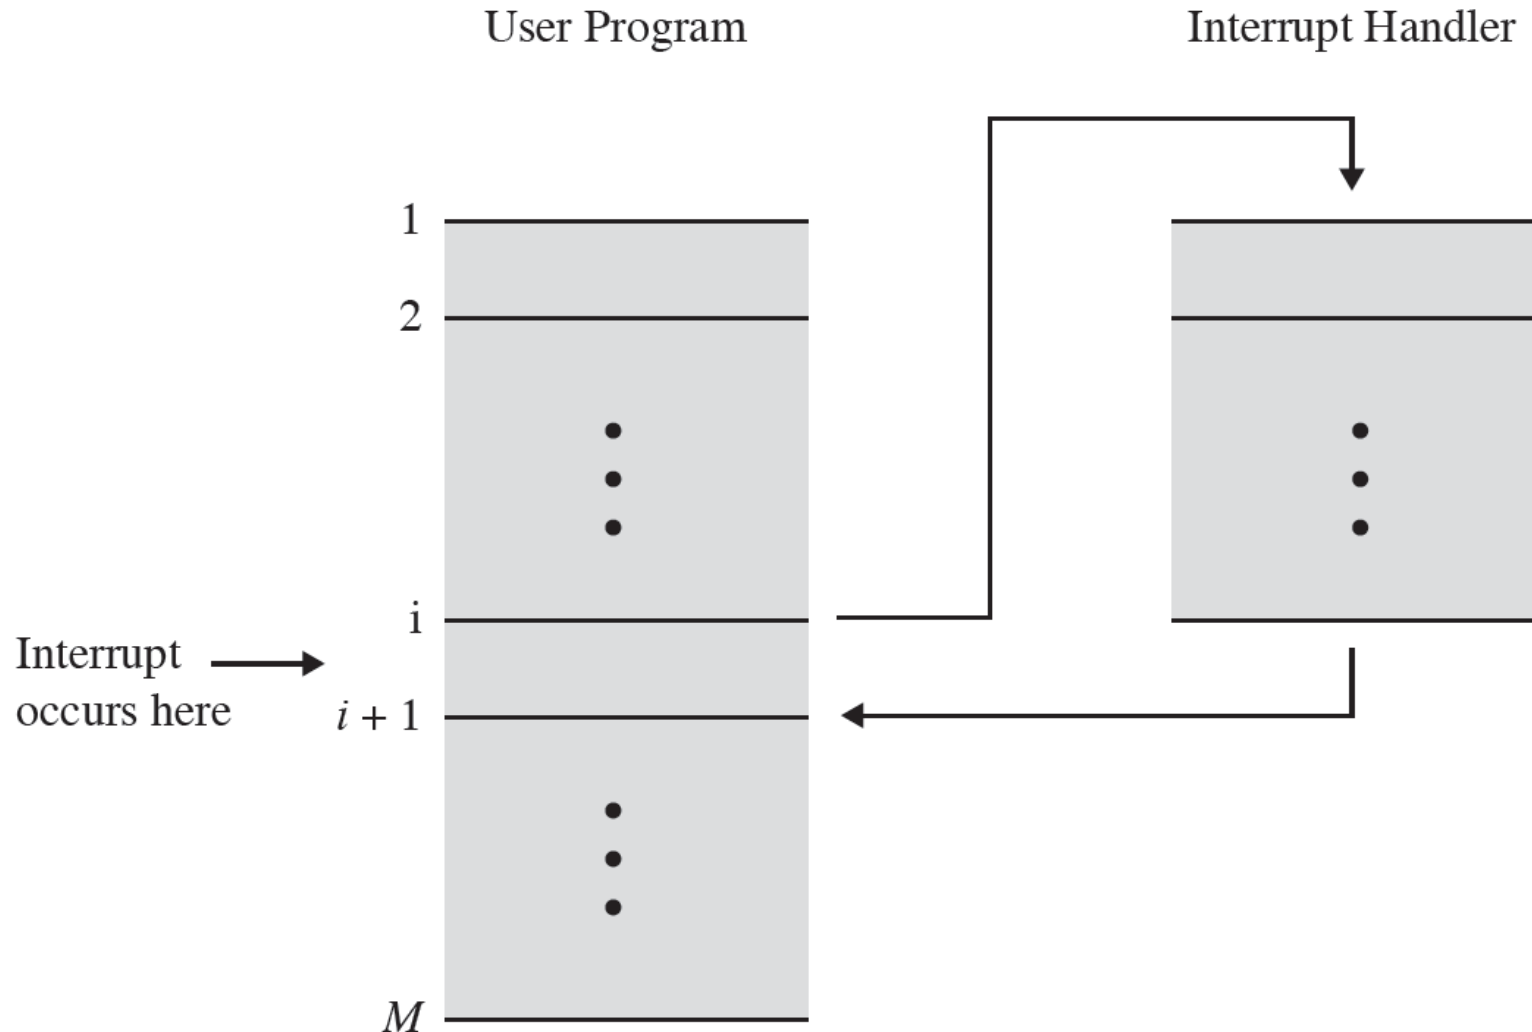 User Program
Interrupt Handler
1
2
i
Interrupt
occurs here
i + 1
M